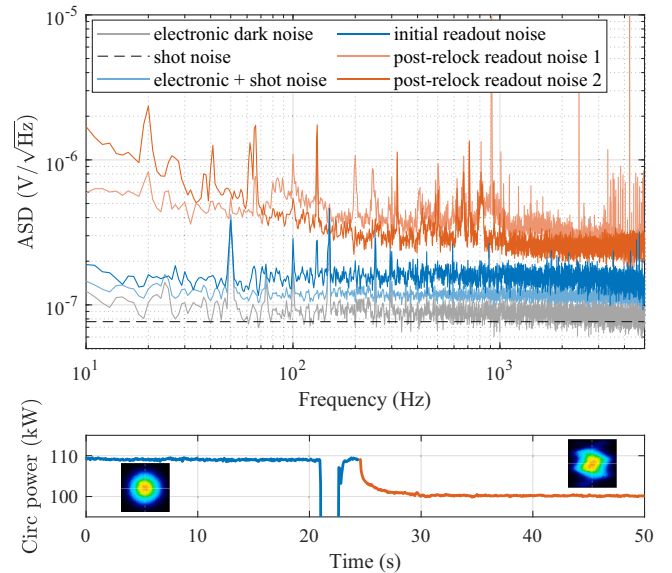 10^-5
electronic dark noise
shot noise
electronic + shot noise
initial readout noise
post-relock readout noise 1
post-relock readout noise 2
10^-6
ASD (V/√Hz)
10^-7
10^1
10^2
10^3
Frequency (Hz)
Circ power (kW)
110
100
0
10
20
30
40
50
Time (s)